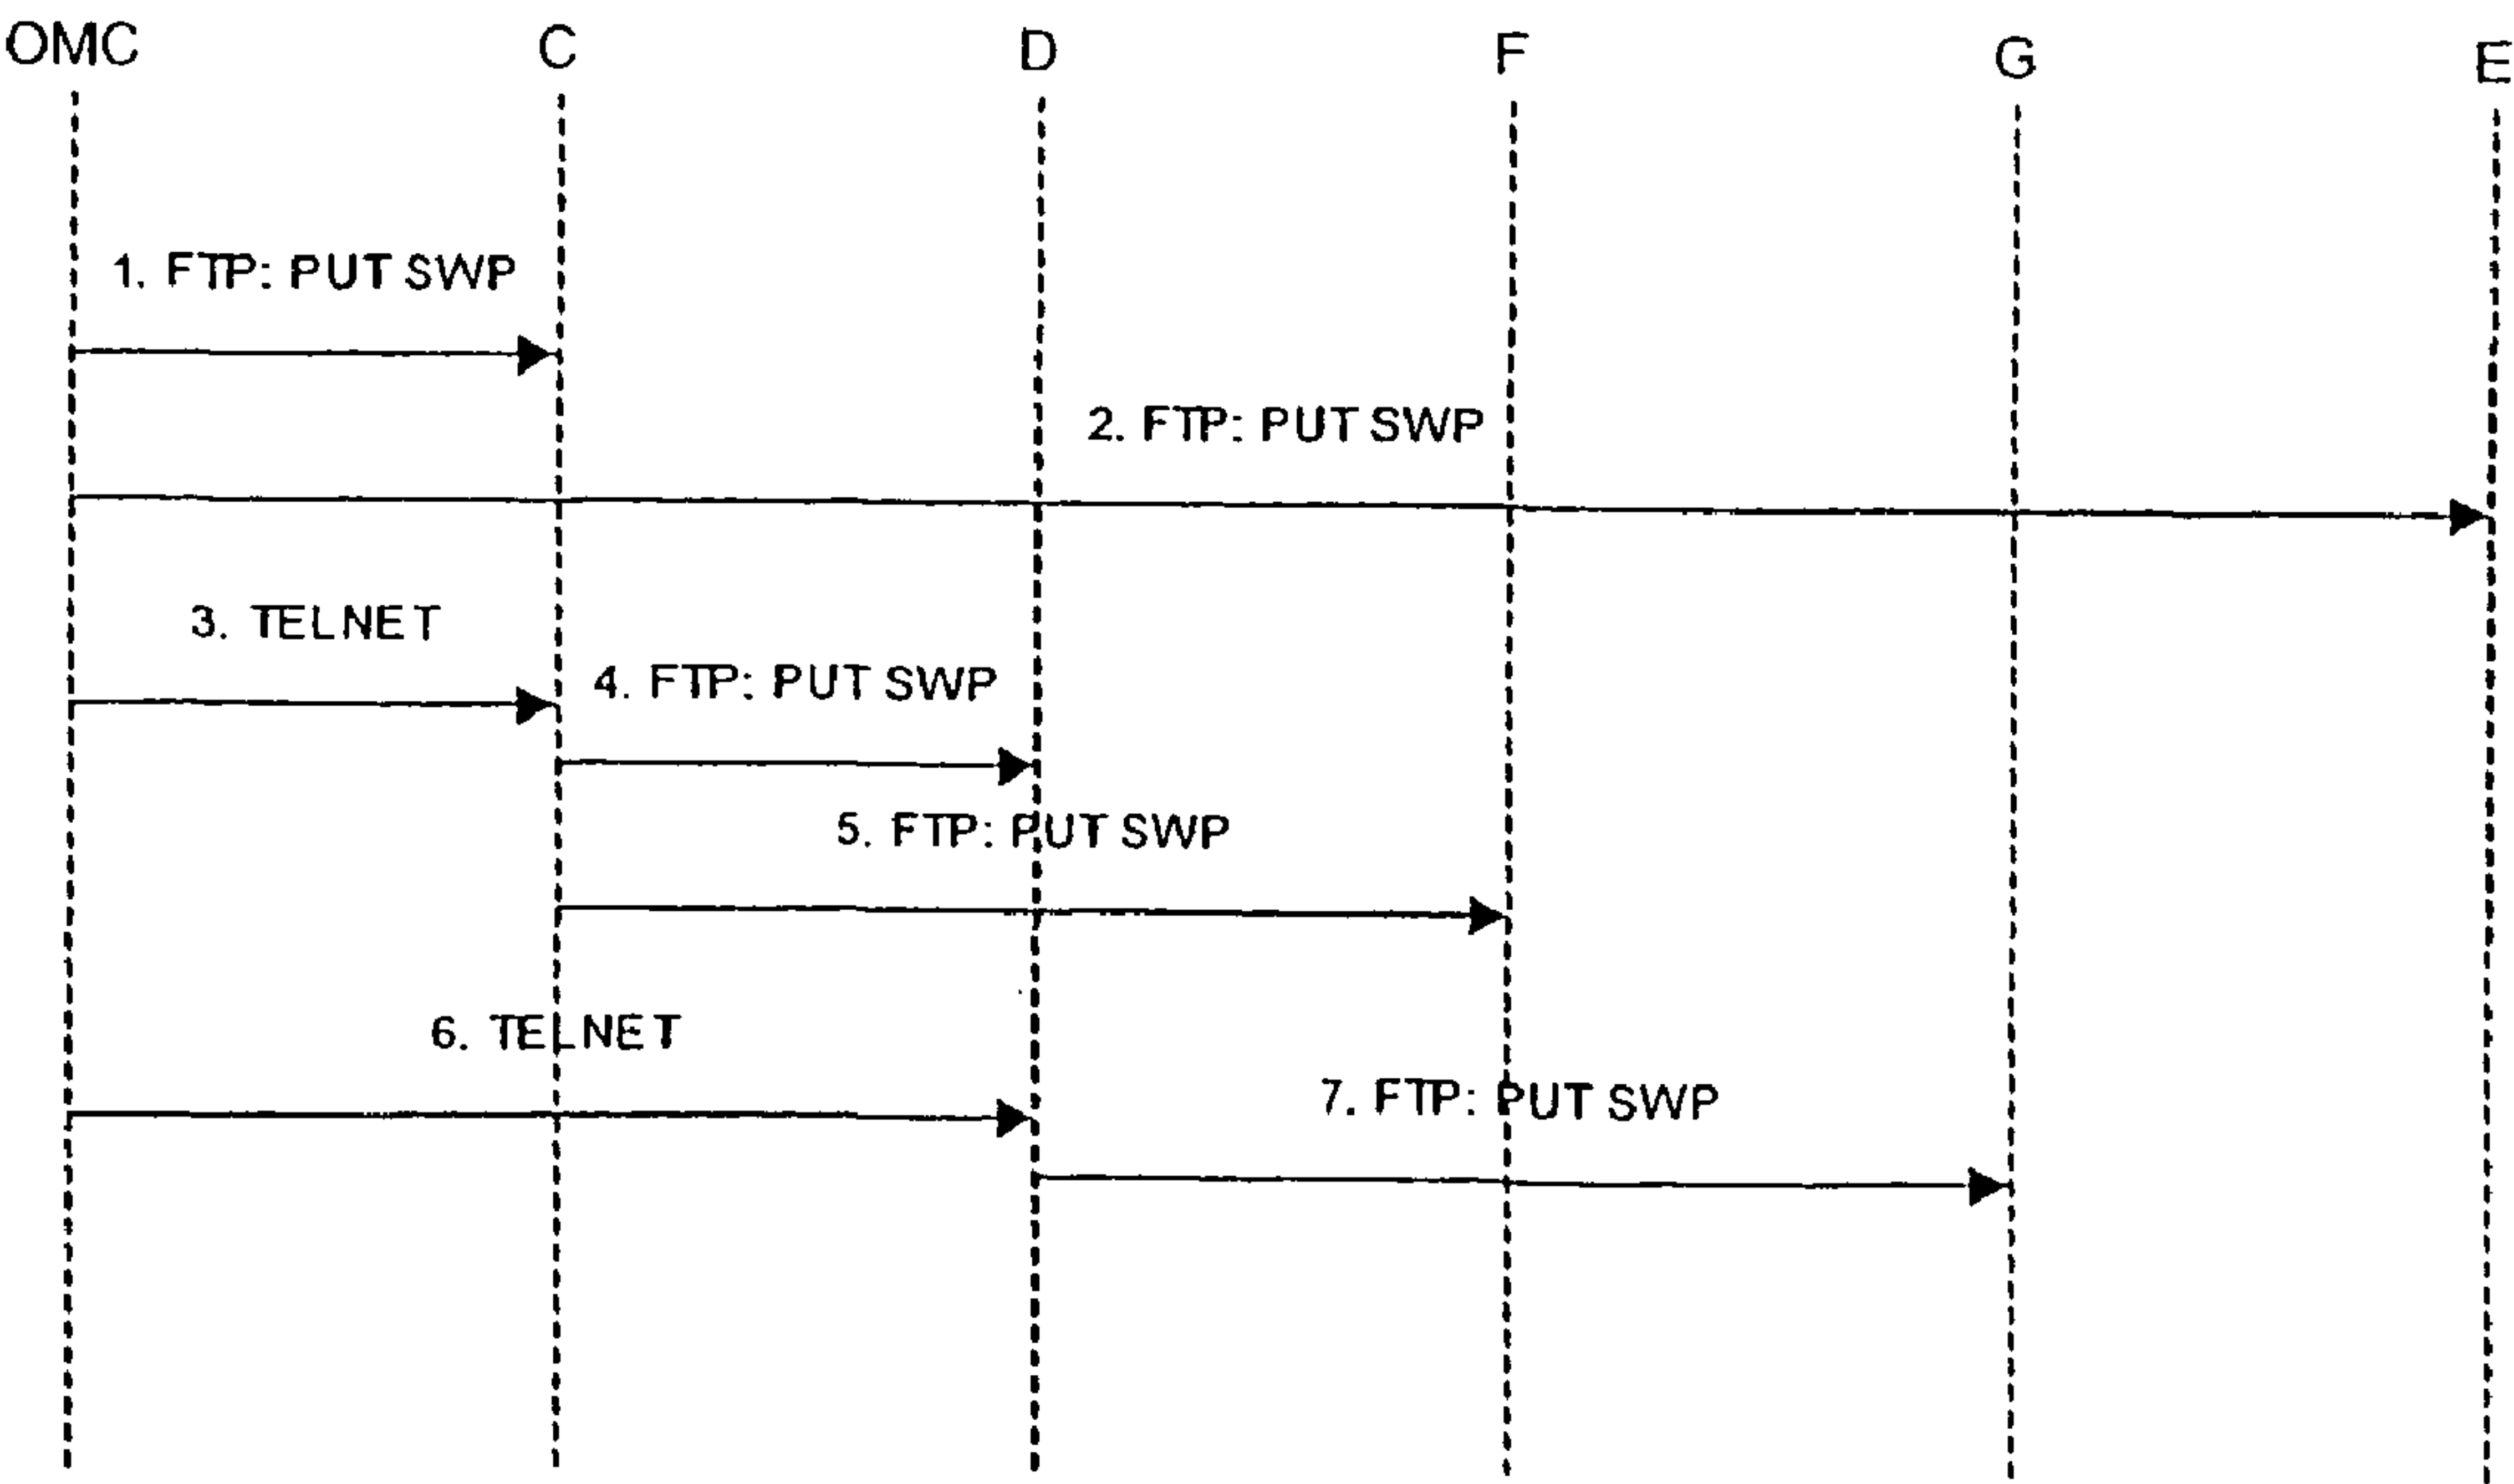 OMC C D F G E
1. FTP: PUT SWP
2. FTP: PUT SWP
3. TELNET
4. FTP: PUT SWP
5. FTP: PUT SWP
6. TELNET
7. FTP: PUT SWP